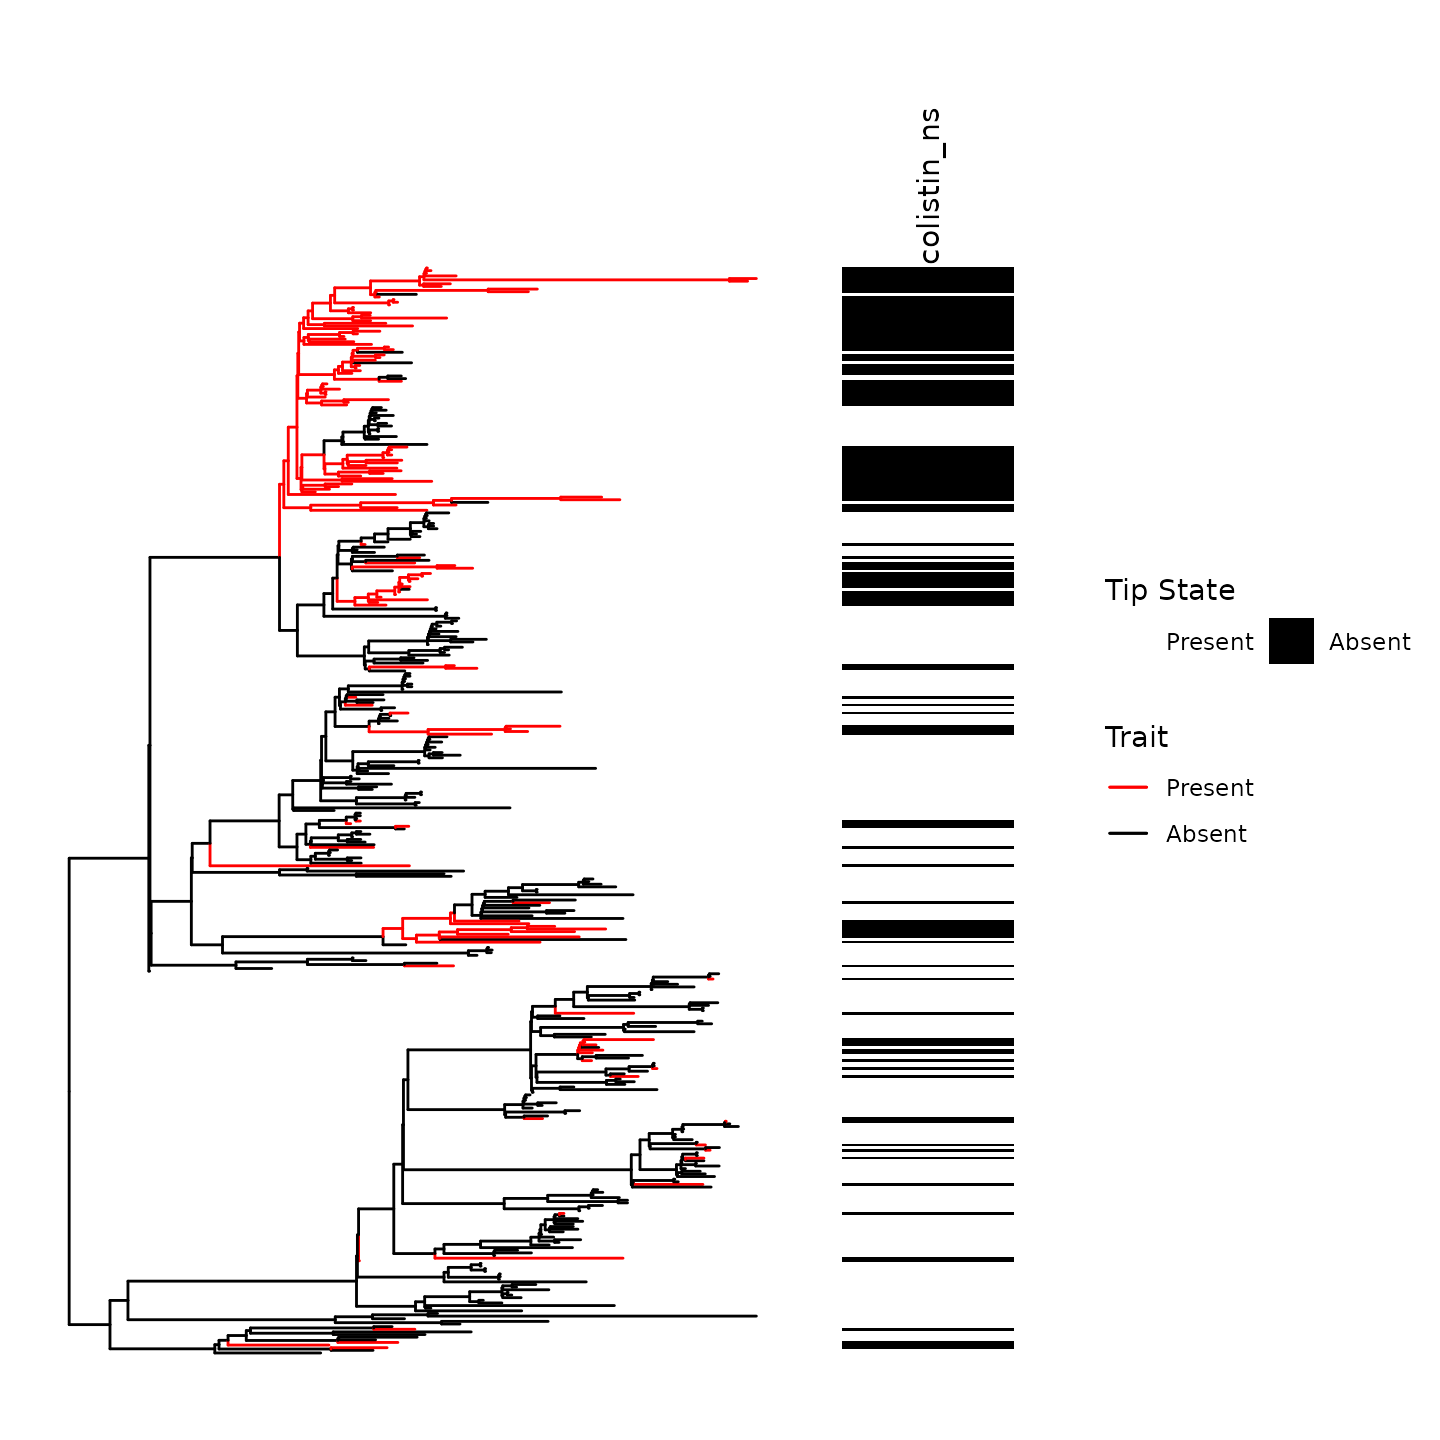 colistin_ns
Tip State
Present Absent
Trait
Present
Absent